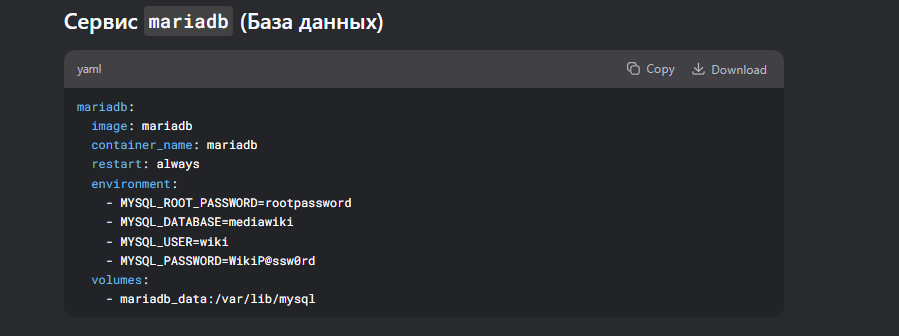 Сервис mariadb (База данных)
yaml
Copy
Download
mariadb:
  image: mariadb
  container_name: mariadb
  restart: always
  environment:
    - MYSQL_ROOT_PASSWORD=rootpassword
    - MYSQL_DATABASE=mediawiki
    - MYSQL_USER=wiki
    - MYSQL_PASSWORD=WikiP@ssw0rd
  volumes:
    - mariadb_data:/var/lib/mysql